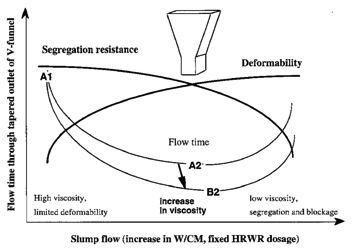 Flow time through tapered outlet of V-funnel
Segregation resistance
Deformability
A1
Flow time
A2
increase
in viscosity
B2
High viscosity,
limited deformability
low viscosity,
segregation and blockage
Slump flow (increase in W/CM, fixed HRWR dosage)